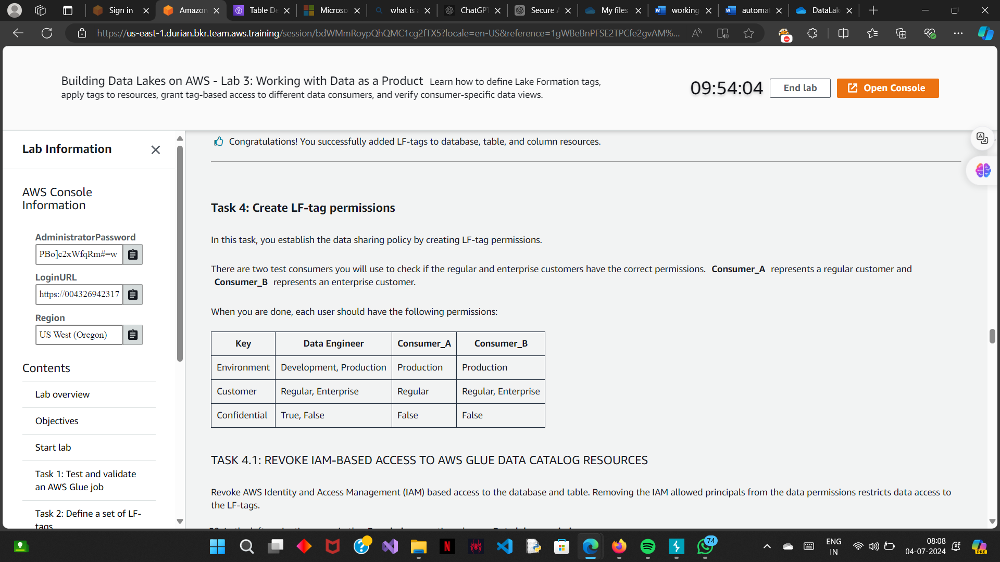 Sign in
Amazon
Table De
Microso
what is a
ChatGPT
Secure A
My files
working
automat
DataLak
https://us-east-1.durian.bkr.team.aws.training/session/bdWMmRoypQhQMC1cg2fTX5?locale=en-US&reference=1gWBeBnPFSE2TPCfe2gvAM%...
Building Data Lakes on AWS - Lab 3: Working with Data as a Product Learn how to define Lake Formation tags,
apply tags to resources, grant tag-based access to different data consumers, and verify consumer-specific data views.
09:54:04
End lab
Open Console
Lab Information
AWS Console
Information
AdministratorPassword
PBo]c2xWfqRm#=w
LoginURL
https://004326942317
Region
US West (Oregon)
Contents
Lab overview
Objectives
Start lab
Task 1: Test and validate
an AWS Glue job
Task 2: Define a set of LF-
tags
Congratulations! You successfully added LF-tags to database, table, and column resources.
Task 4: Create LF-tag permissions
In this task, you establish the data sharing policy by creating LF-tag permissions.
There are two test consumers you will use to check if the regular and enterprise customers have the correct permissions. Consumer_A represents a regular customer and
Consumer_B represents an enterprise customer.
When you are done, each user should have the following permissions:
Key Data Engineer Consumer_A Consumer_B
Environment Development, Production Production Production
Customer Regular, Enterprise Regular Regular, Enterprise
Confidential True, False False False
TASK 4.1: REVOKE IAM-BASED ACCESS TO AWS GLUE DATA CATALOG RESOURCES
Revoke AWS Identity and Access Management (IAM) based access to the database and table. Removing the IAM allowed principals from the data permissions restricts data access to
the LF-tags.
74
ENG
IN
08:08
04-07-2024
PRE